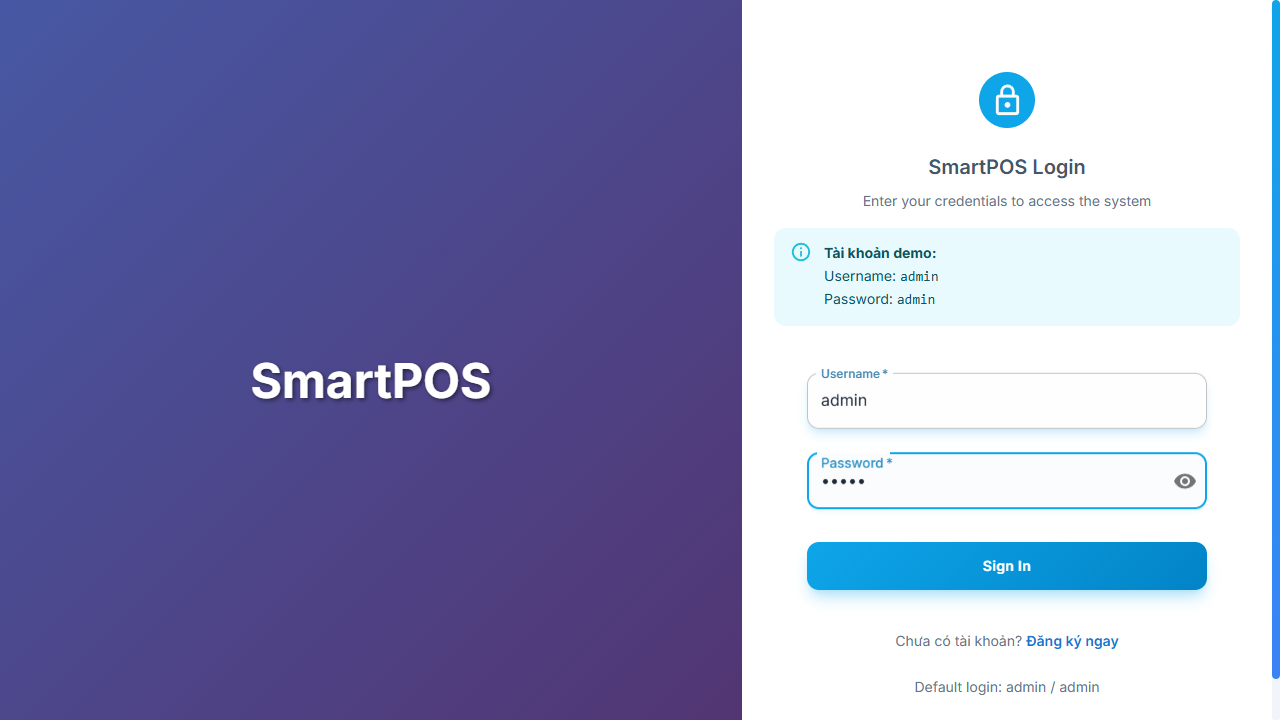 SmartPOS
SmartPOS Login
Enter your credentials to access the system
Tài khoản demo:
Username: admin
Password: admin
Username *
admin
Password *
•••••
Sign In
Chưa có tài khoản? Đăng ký ngay
Default login: admin / admin